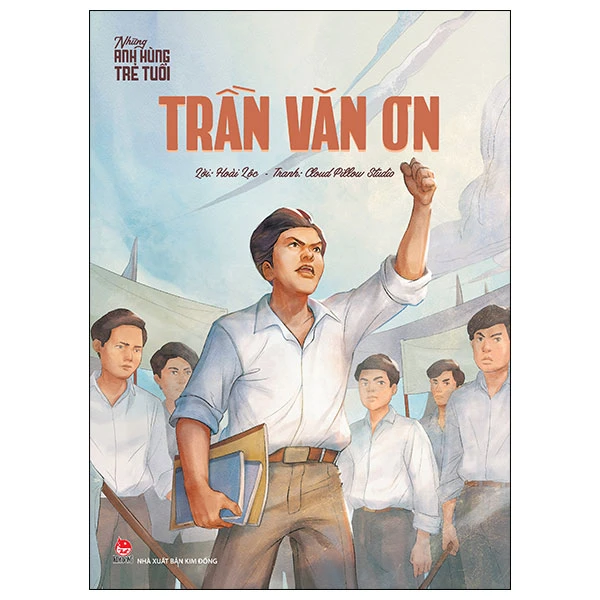 Những
ANH HÙNG
TRẺ TUỔI
TRẦN VĂN ƠN
Lời: Hoài Lộc - Tranh: Cloud Pillow Studio
NHÀ XUẤT BẢN KIM ĐỒNG